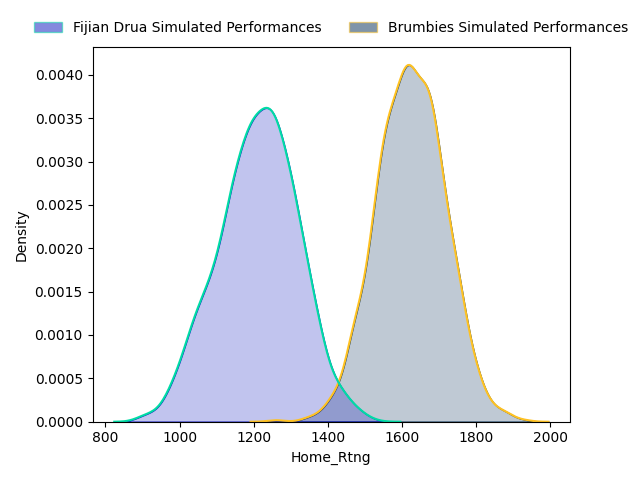 Fijian Drua Simulated Performances
Brumbies Simulated Performances
0.0040
0.0035
0.0030
0.0025
0.0020
0.0015
0.0010
0.0005
0.0000
Density
800 1000 1200 1400 1600 1800 2000
Home_Rtng